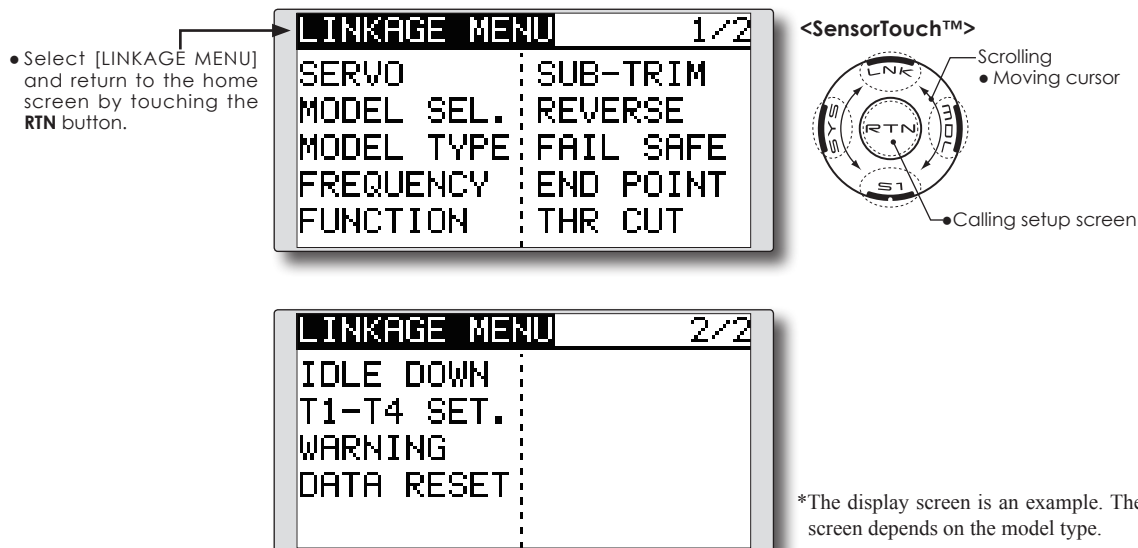 ● Select [LINKAGE MENU]
and return to the home
screen by touching the
RTN button.
LINKAGE MENU 1/2
SERVO SUB-TRIM
MODEL SEL. REVERSE
MODEL TYPE FAIL SAFE
FREQUENCY END POINT
FUNCTION THR CUT
<SensorTouch™>
Scrolling
● Moving cursor
LNK
SYS
RTN
MDL
S1
●Calling setup screen
LINKAGE MENU 2/2
IDLE DOWN
T1-T4 SET.
WARNING
DATA RESET
*The display screen is an example. The
screen depends on the model type.